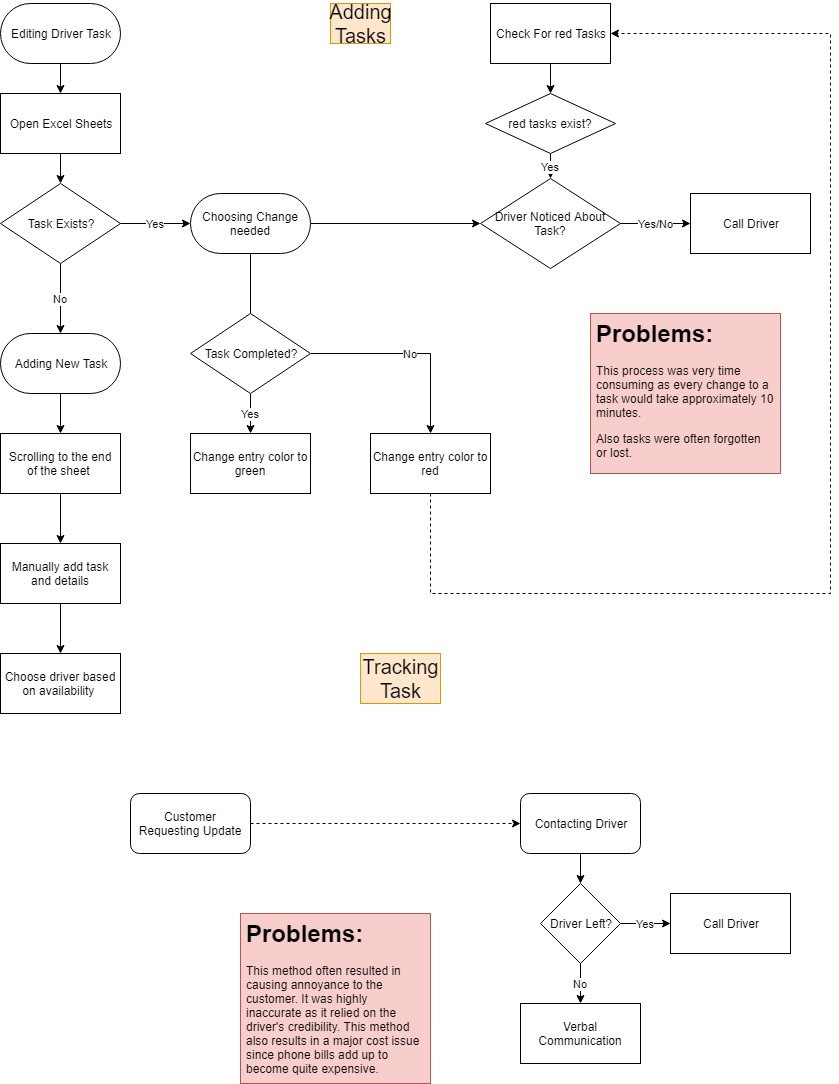 Adding
Tasks
Editing Driver Task
Check For red Tasks
Open Excel Sheets
red tasks exist?
Yes
Task Exists?
Yes
Choosing Change
needed
Driver Noticed About
Task?
Yes/No
Call Driver
No
Adding New Task
Task Completed?
No
Yes
Problems:
This process was very time
consuming as every change to a
task would take approximately 10
minutes.
Also tasks were often forgotten
or lost.
Scrolling to the end
of the sheet
Change entry color to
green
Change entry color to
red
Manually add task
and details
Choose driver based
on availability
Tracking
Task
Customer
Requesting Update
Contacting Driver
Driver Left?
Yes
Call Driver
No
Verbal
Communication
Problems:
This method often resulted in
causing annoyance to the
customer. It was highly
inaccurate as it relied on the
driver's credibility. This method
also results in a major cost issue
since phone bills add up to
become quite expensive.